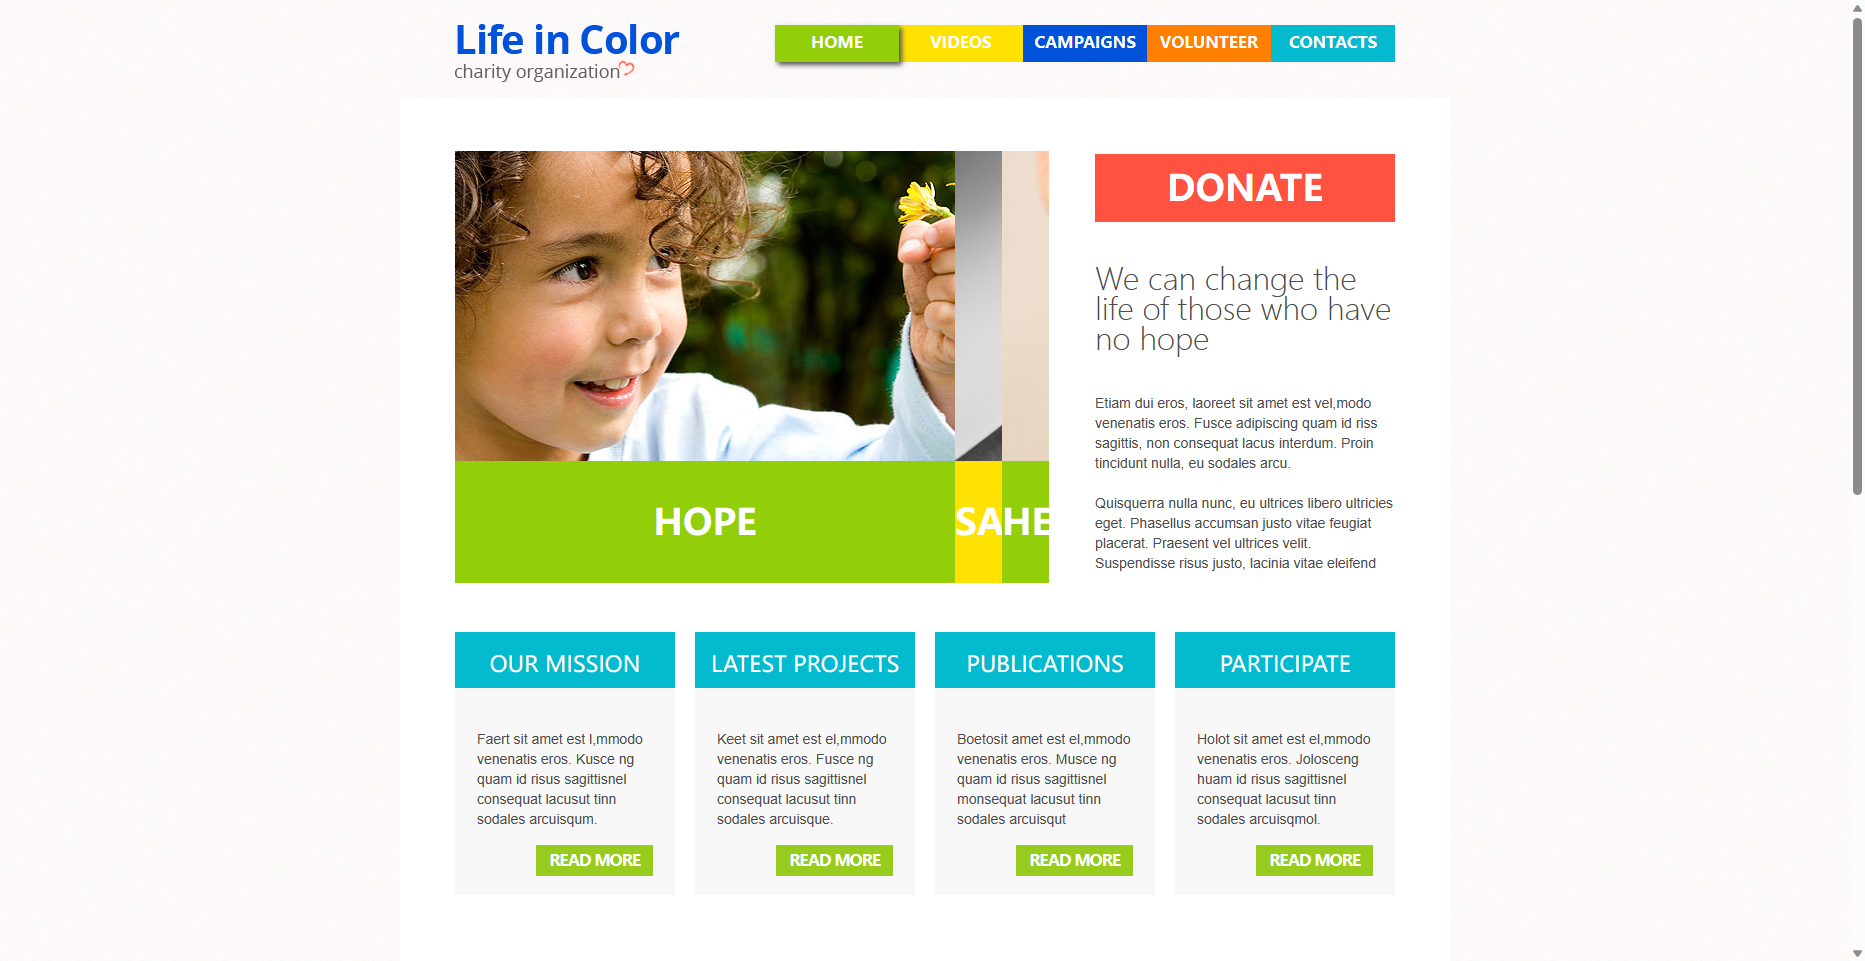 Life in Color
charity organization
HOME VIDEOS CAMPAIGNS VOLUNTEER CONTACTS
HOPE
SA
HE
DONATE
We can change the
life of those who have
no hope
Etiam dui eros, laoreet sit amet est vel,modo
venenatis eros. Fusce adipiscing quam id riss
sagittis, non consequat lacus interdum. Proin
tincidunt nulla, eu sodales arcu.
Quisquerra nulla nunc, eu ultrices libero ultricies
eget. Phasellus accumsan justo vitae feugiat
placerat. Praesent vel ultrices velit.
Suspendisse risus justo, lacinia vitae eleifend
OUR MISSION
Faert sit amet est l,mmodo
venenatis eros. Kusce ng
quam id risus sagittisnel
consequat lacusut tinn
sodales arcuisqum.
READ MORE
LATEST PROJECTS
Keet sit amet est el,mmodo
venenatis eros. Fusce ng
quam id risus sagittisnel
consequat lacusut tinn
sodales arcuisque.
READ MORE
PUBLICATIONS
Boetosit amet est el,mmodo
venenatis eros. Musce ng
quam id risus sagittisnel
monsequat lacusut tinn
sodales arcuisqut
READ MORE
PARTICIPATE
Holot sit amet est el,mmodo
venenatis eros. Jolosceng
huam id risus sagittisnel
consequat lacusut tinn
sodales arcuisqmol.
READ MORE